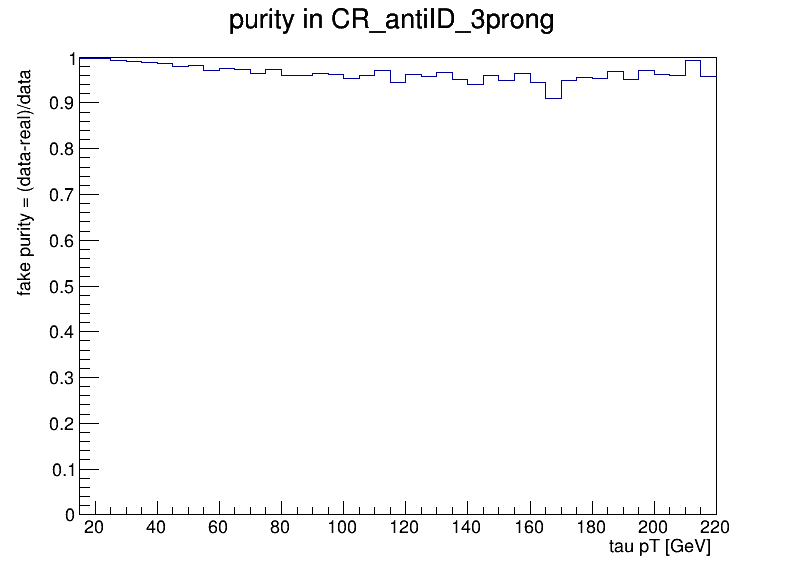 purity in CR_antiID_3prong
fake purity = (data-real)/data
1
0.9
0.8
0.7
0.6
0.5
0.4
0.3
0.2
0.1
0
20 40 60 80 100 120 140 160 180 200 220
tau pT [GeV]